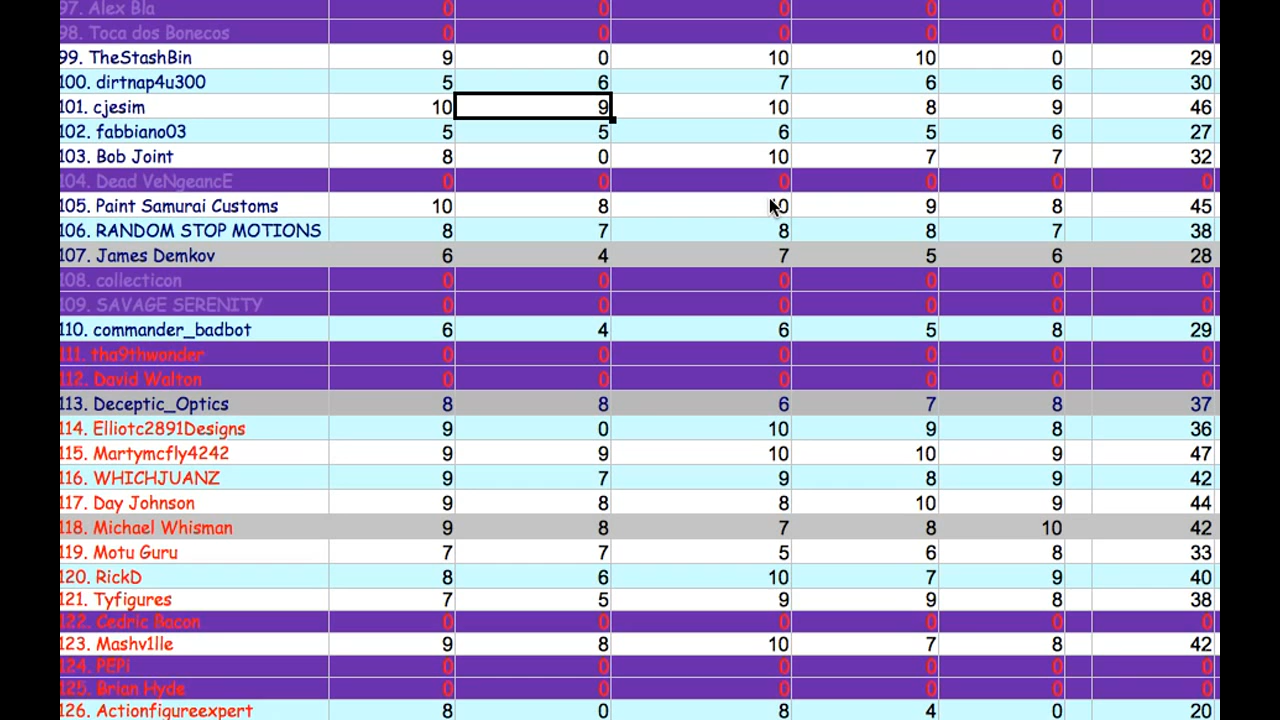 97. Alex Bla 0 0 0 0 0 0
98. Toca dos Bonecos 0 0 0 0 0 0
99. TheStashBin 9 0 10 10 0 29
100. dirtnap4u300 5 6 7 6 6 30
101. cjesim 10 9 10 8 9 46
102. fabbiano03 5 5 6 5 6 27
103. Bob Joint 8 0 10 7 7 32
104. Dead VeNgeancE 0 0 0 0 0 0
105. Paint Samurai Customs 10 8 9 8 45
106. RANDOM STOP MOTIONS 8 7 8 8 7 38
107. James Demkov 6 4 7 5 6 28
108. collecticon 0 0 0 0 0 0
109. SAVAGE SERENITY 0 0 0 0 0 0
110. commander_badbot 6 4 6 5 8 29
111. tha9thwonder 0 0 0 0 0 0
112. David Walton 0 0 0 0 0 0
113. Deceptic_Optics 8 8 6 7 8 37
114. Elliotc2891Designs 9 0 10 9 8 36
115. Martymcfly4242 9 9 10 10 9 47
116. WHICHJUANZ 9 7 9 8 9 42
117. Day Johnson 9 8 8 10 9 44
118. Michael Whisman 9 8 7 8 10 42
119. Motu Guru 7 7 5 6 8 33
120. RickD 8 6 10 7 9 40
121. Tyfigures 7 5 9 9 8 38
122. Cedric Bacon 0 0 0 0 0 0
123. Mashv1lle 9 8 10 7 8 42
124. PEPi 0 0 0 0 0 0
125. Brian Hyde 0 0 0 0 0 0
126. Actionfigureexpert 8 0 8 4 0 20